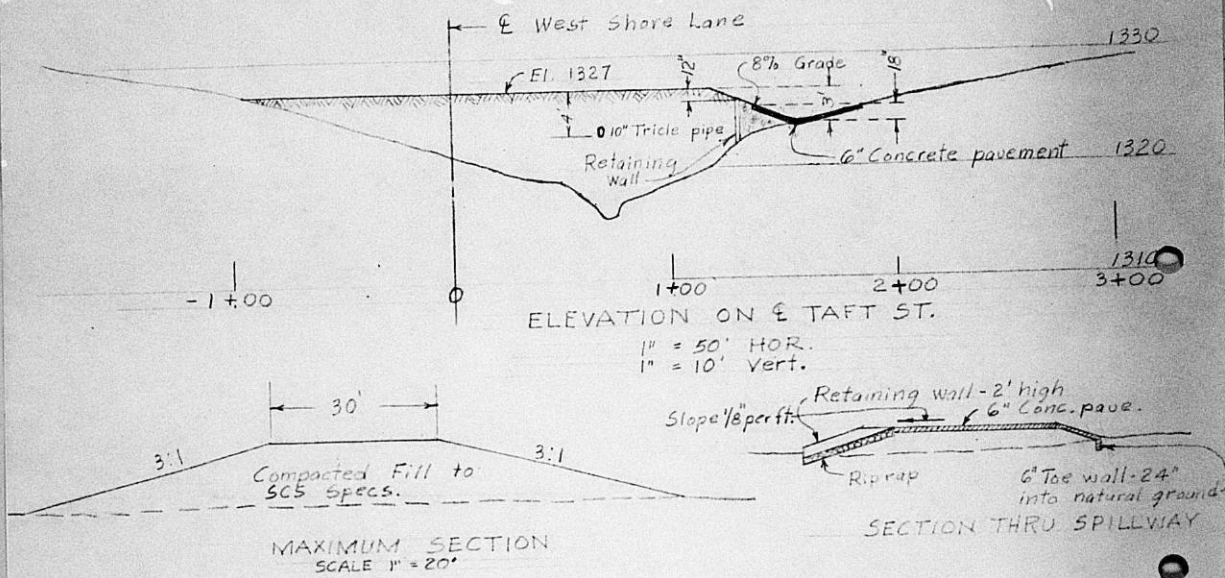 ℄ West Shore Lane
1330
El. 1327
12"
8% Grade
18"
4'
3'
10" Tricle pipe
Retaining
wall
6" Concrete pavement
1320
1310
-1+00
0
1+00
2+00
3+00
ELEVATION ON ℄ TAFT ST.
1" = 50' HOR.
1" = 10' Vert.
30'
3:1
3:1
Compacted Fill to
SCS Specs.
MAXIMUM SECTION
SCALE 1" = 20'
Retaining wall - 2' high
Slope 1/8" per ft.
6" Conc. pave.
Riprap
6" Toe wall - 24"
into natural ground
SECTION THRU SPILLWAY